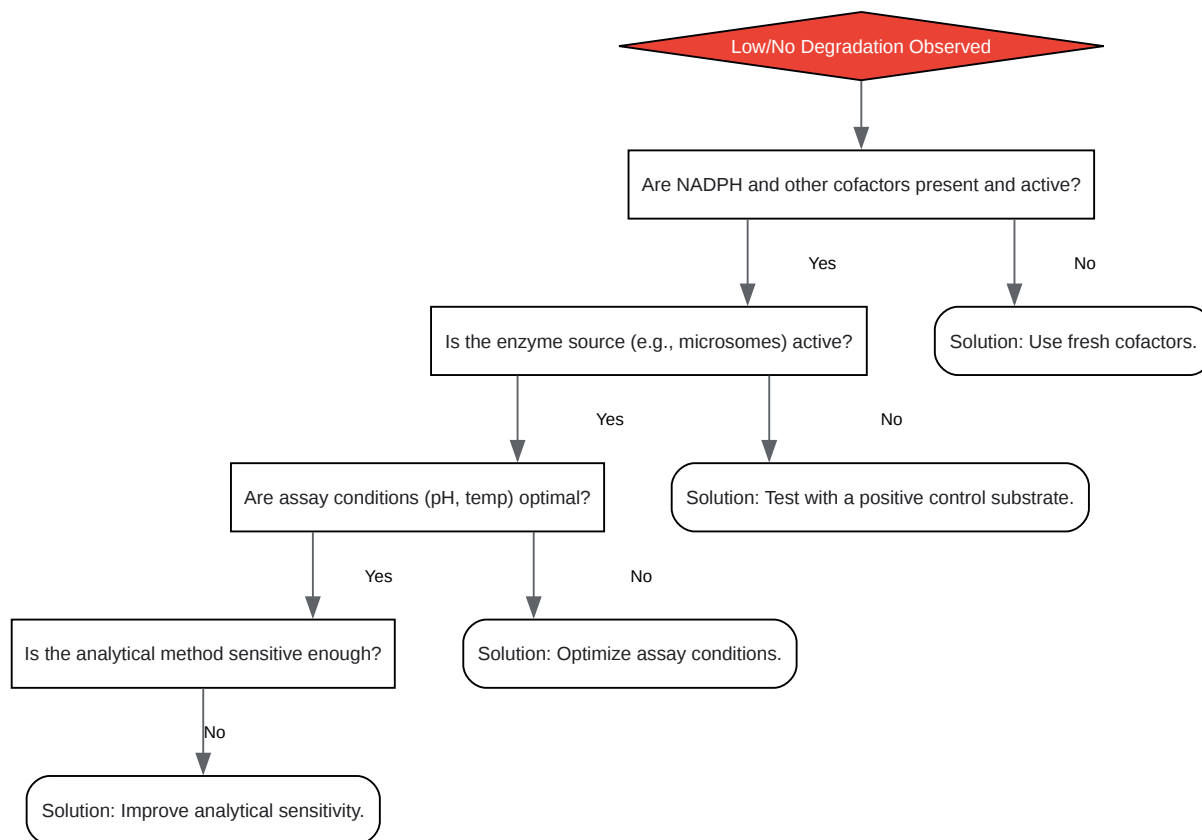 Low/No Degradation Observed
Are NADPH and other cofactors present and active?
Yes
No
Is the enzyme source (e.g., microsomes) active?
Solution: Use fresh cofactors.
Yes
No
Are assay conditions (pH, temp) optimal?
Solution: Test with a positive control substrate.
Yes
No
Is the analytical method sensitive enough?
Solution: Optimize assay conditions.
No
Solution: Improve analytical sensitivity.